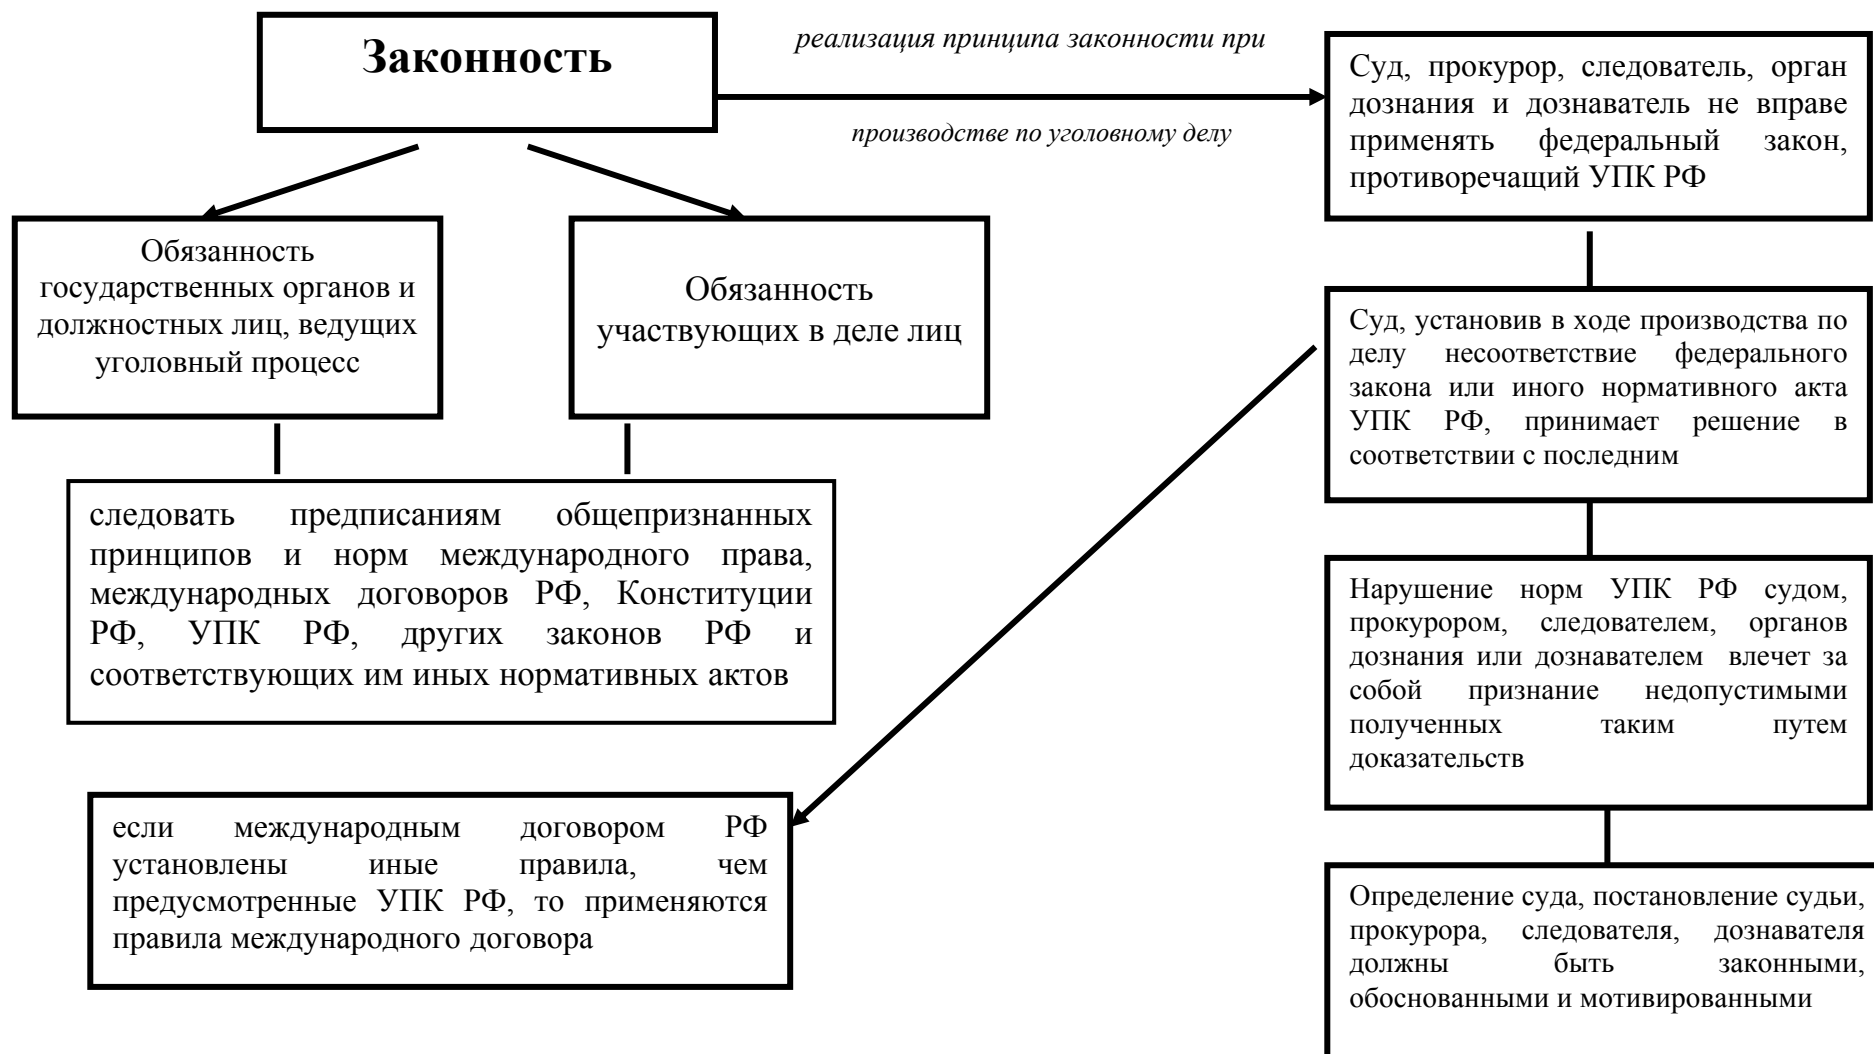 Законность
реализация принципа законности при
производстве по уголовному делу
Обязанность
государственных органов и
должностных лиц, ведущих
уголовный процесс
Обязанность
участвующих в деле лиц
следовать предписаниям общепризнанных
принципов и норм международного права,
международных договоров РФ, Конституции
РФ, УПК РФ, других законов РФ и
соответствующих им иных нормативных актов
если международным договором РФ
установлены иные правила, чем
предусмотренные УПК РФ, то применяются
правила международного договора
Суд, прокурор, следователь, орган
дознания и дознаватель не вправе
применять федеральный закон,
противоречащий УПК РФ
Суд, установив в ходе производства по
делу несоответствие федерального
закона или иного нормативного акта
УПК РФ, принимает решение в
соответствии с последним
Нарушение норм УПК РФ судом,
прокурором, следователем, органов
дознания или дознавателем влечет за
собой признание недопустимыми
полученных таким путем
доказательств
Определение суда, постановление судьи,
прокурора, следователя, дознавателя
должны быть законными,
обоснованными и мотивированными